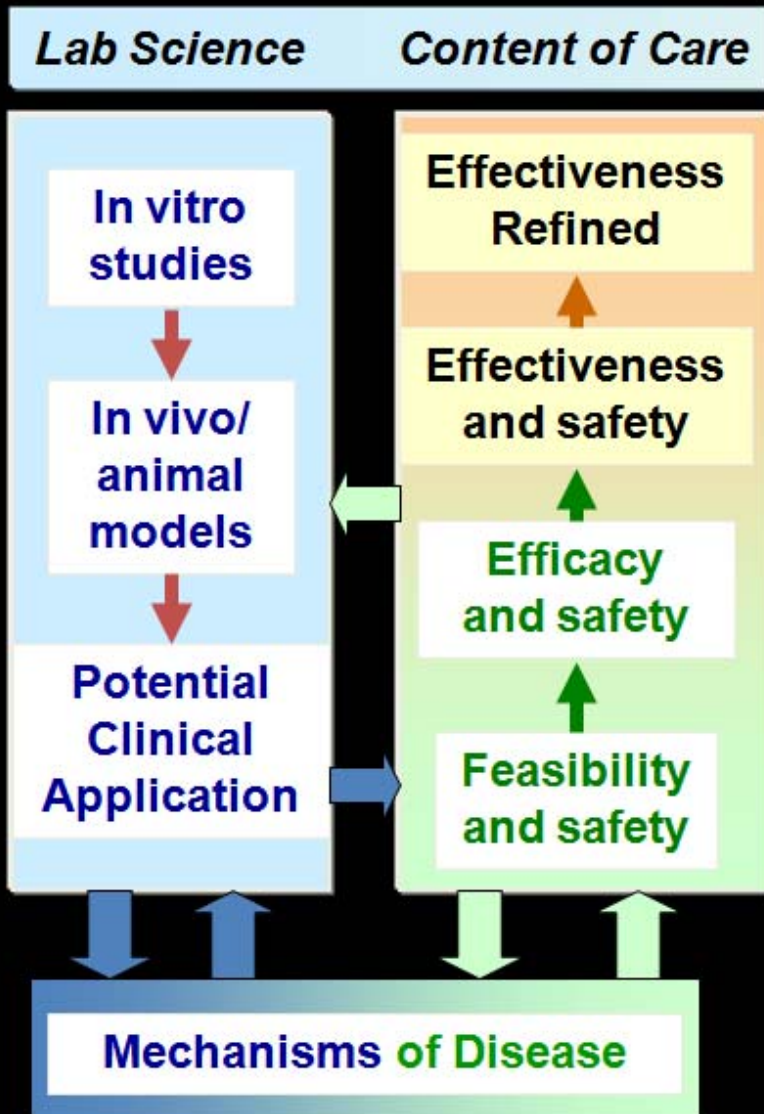 Lab Science
Content of Care
In vitro
studies
In vivo/
animal
models
Potential
Clinical
Application
Effectiveness
Refined
Effectiveness
and safety
Efficacy
and safety
Feasibility
and safety
Mechanisms of Disease